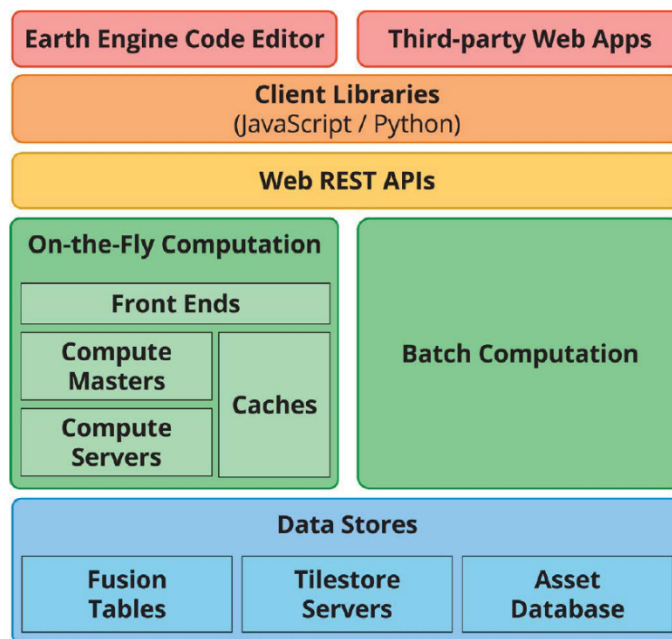 Earth Engine Code Editor
Third-party Web Apps
Client Libraries
(JavaScript / Python)
Web REST APIs
On-the-Fly Computation
Front Ends
Compute
Masters
Caches
Compute
Servers
Batch Computation
Data Stores
Fusion
Tables
Tilestore
Servers
Asset
Database